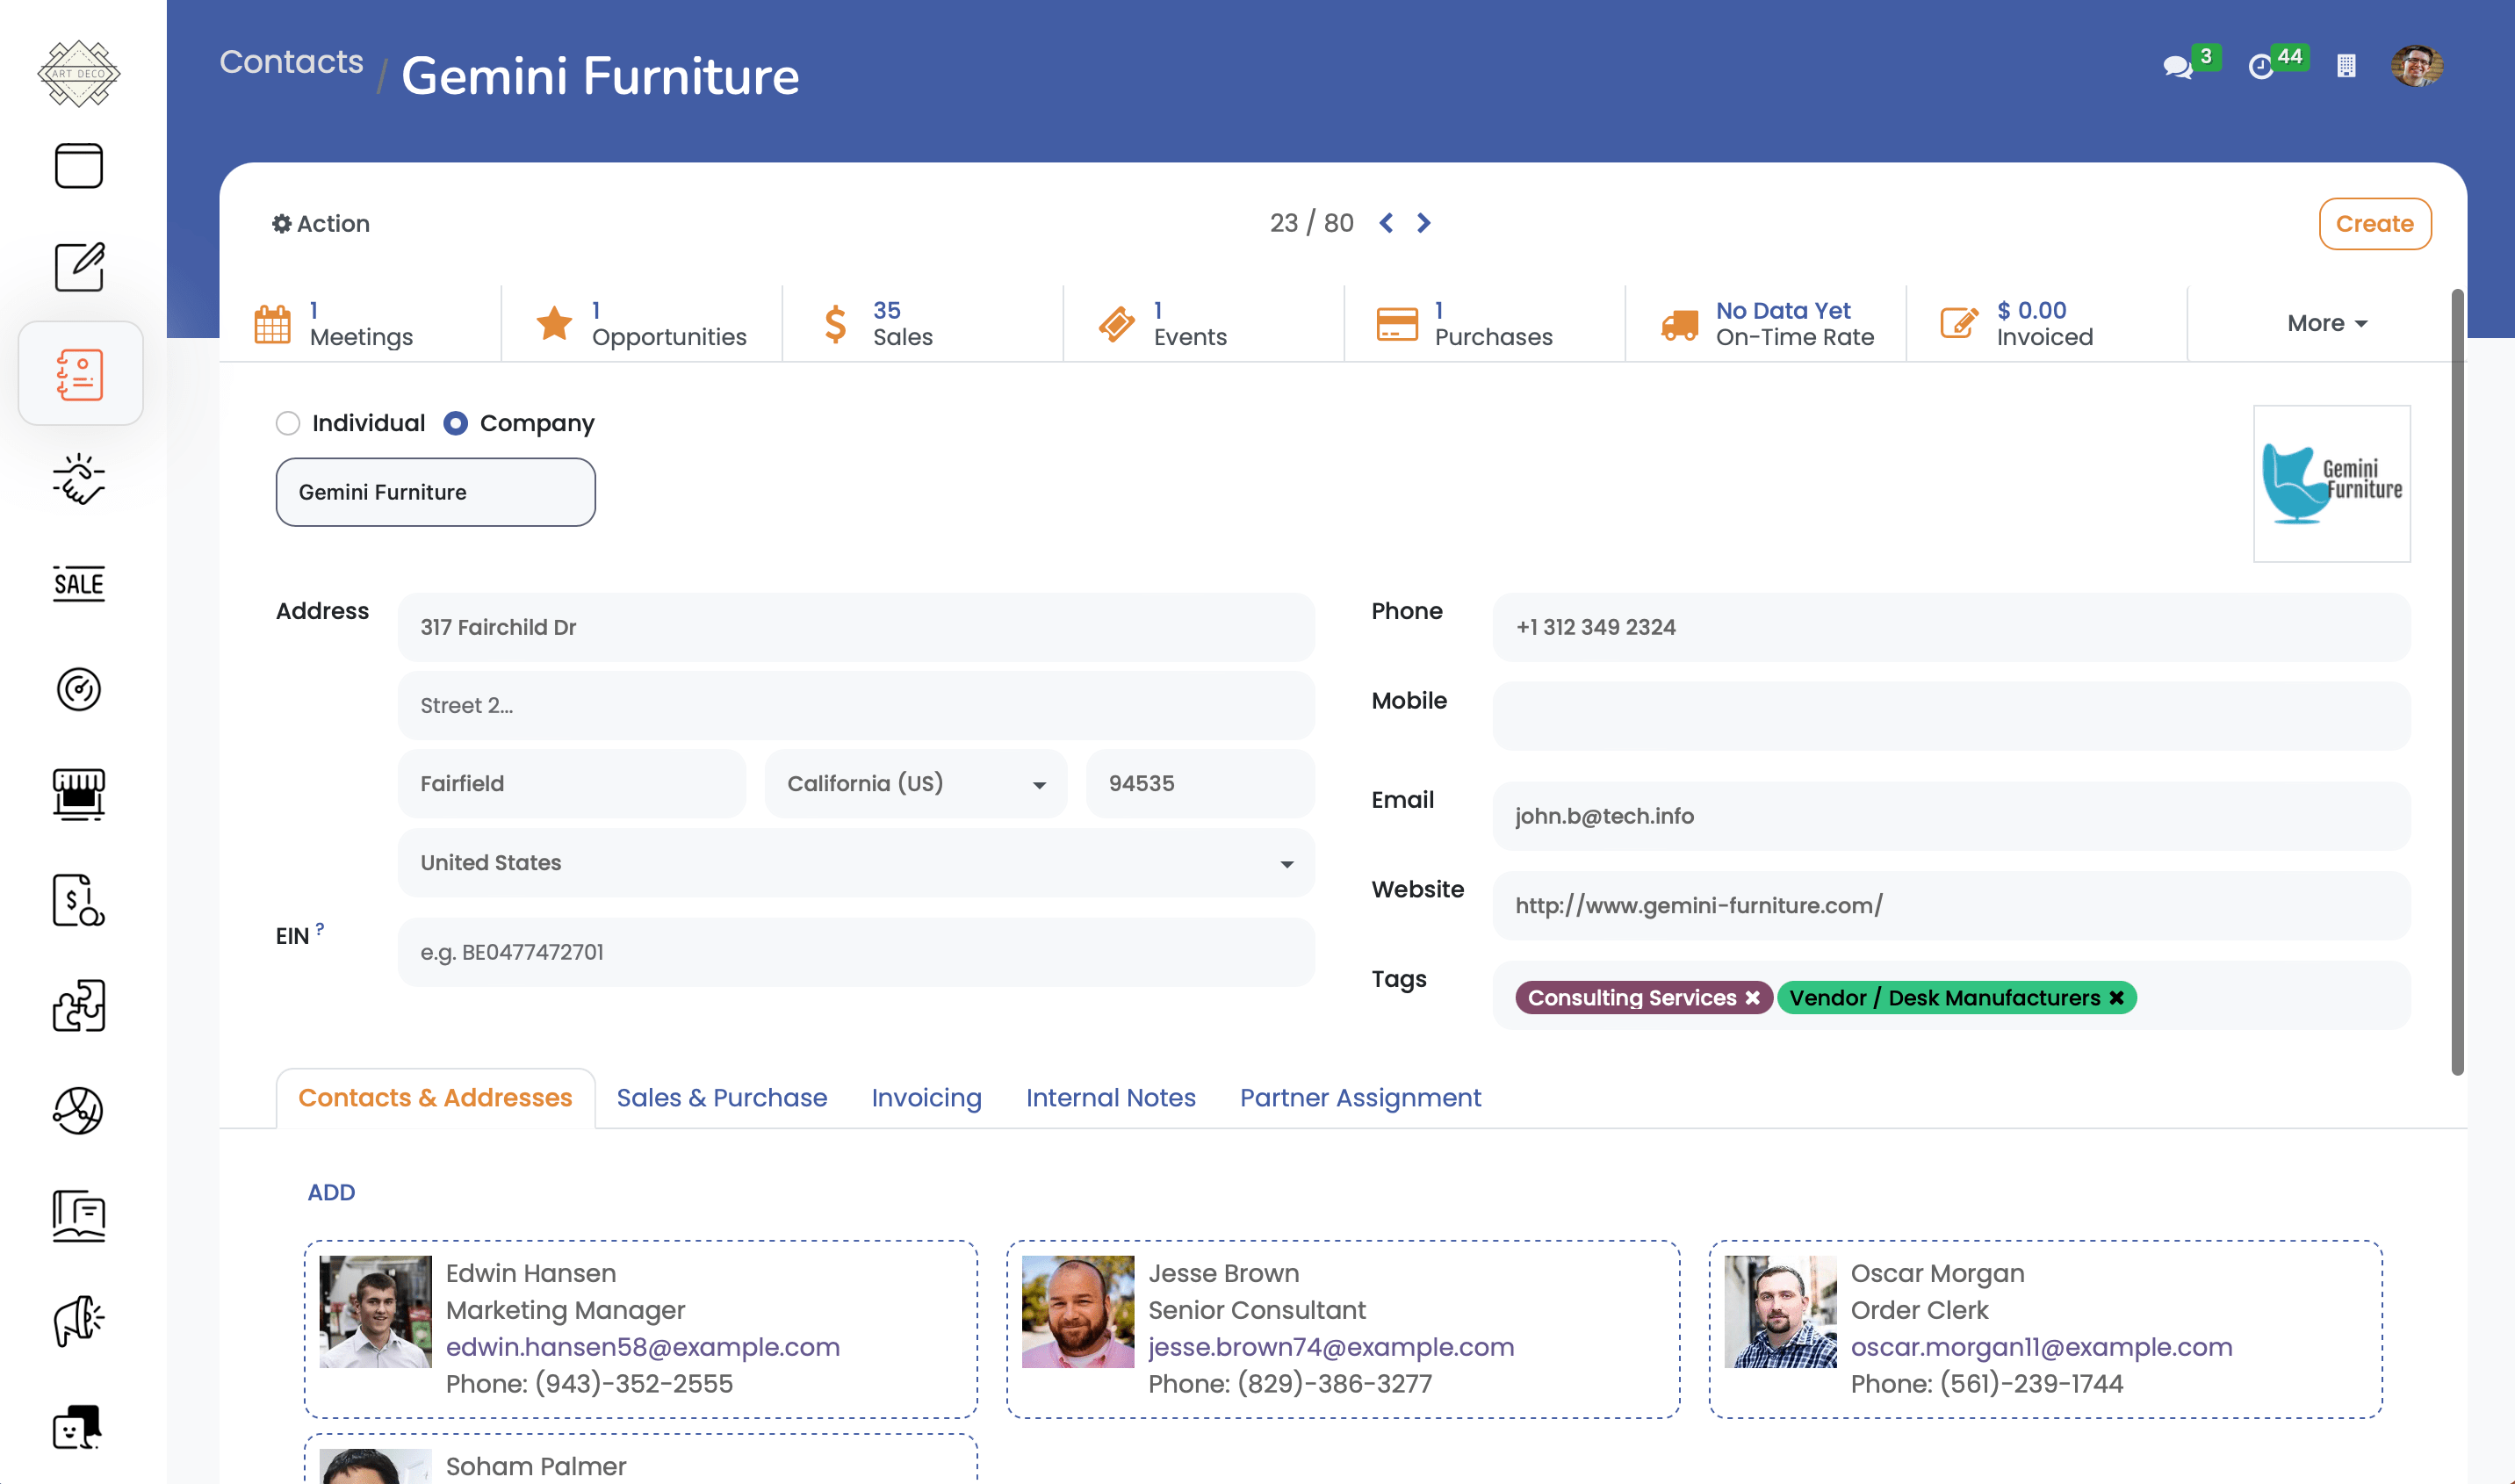 ART DECO
Contacts / Gemini Furniture
3
44
Action
23 / 80
Create
1
Meetings
1
Opportunities
35
Sales
1
Events
1
Purchases
No Data Yet
On-Time Rate
$ 0.00
Invoiced
More
Individual
Company
Gemini Furniture
Gemini
Furniture
SALE
Address
317 Fairchild Dr
Street 2...
Fairfield
California (US)
94535
United States
EIN ?
e.g. BE0477472701
Phone
+1 312 349 2324
Mobile
Email
john.b@tech.info
Website
http://www.gemini-furniture.com/
Tags
Consulting Services ✖
Vendor / Desk Manufacturers ✖
Contacts & Addresses
Sales & Purchase
Invoicing
Internal Notes
Partner Assignment
ADD
Edwin Hansen
Marketing Manager
edwin.hansen58@example.com
Phone: (943)-352-2555
Jesse Brown
Senior Consultant
jesse.brown74@example.com
Phone: (829)-386-3277
Oscar Morgan
Order Clerk
oscar.morgan11@example.com
Phone: (561)-239-1744
Soham Palmer